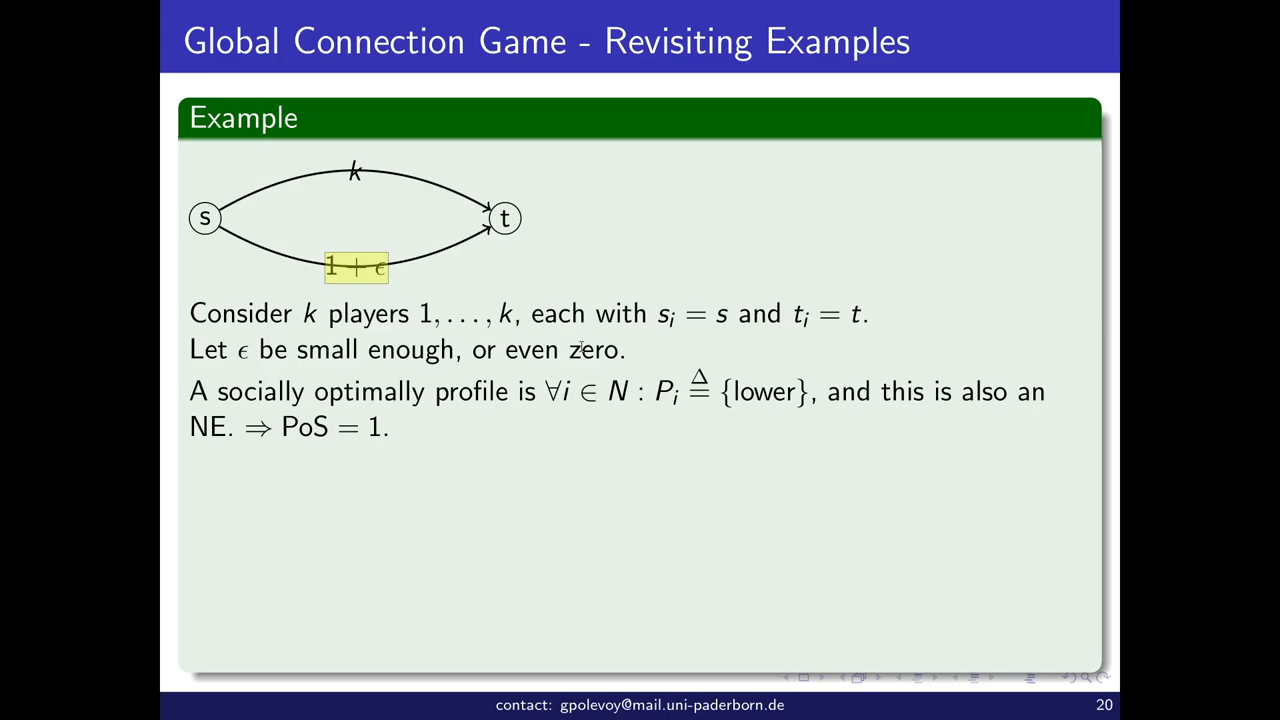 Global Connection Game - Revisiting Examples
Example
k
s
t
1 + ϵ
Consider k players 1, . . . , k, each with sᵢ = s and tᵢ = t.
Let ϵ be small enough, or even zero.
A socially optimally profile is ∀i ∈ N : Pᵢ ≜ {lower}, and this is also an
NE. ⇒ PoS = 1.
contact: gpolevoy@mail.uni-paderborn.de
20